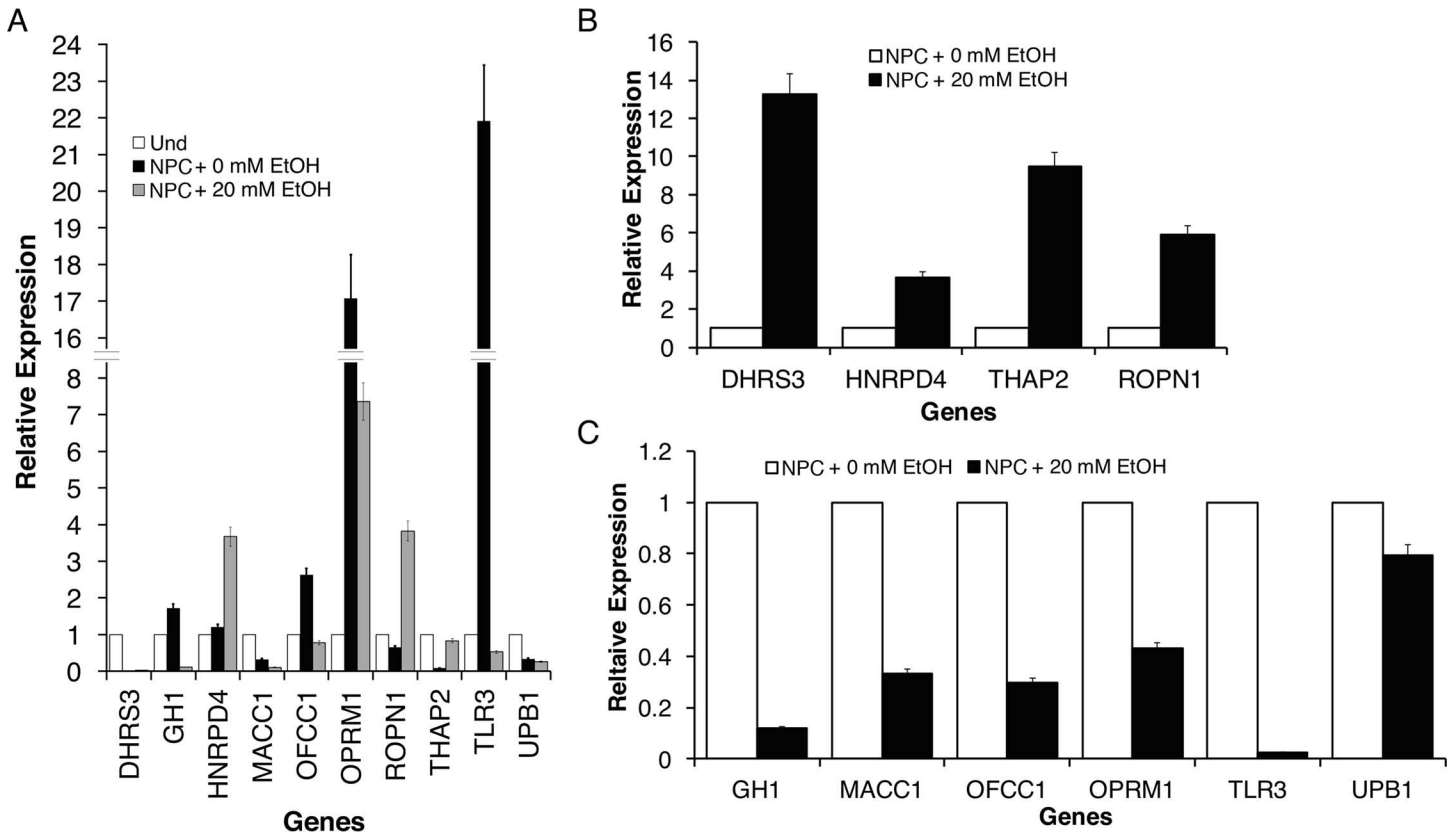 A
24
23
22
21
20
19
18
17
16
8
7
6
5
4
3
2
1
0
Relative Expression
Und
NPC + 0 mM EtOH
NPC + 20 mM EtOH
DHRS3
GH1
HNRPD4
MACC1
OFCC1
OPRM1
ROPN1
THAP2
TLR3
UPB1
Genes
B
16
14
12
10
8
6
4
2
0
Relative Expression
NPC + 0 mM EtOH
NPC + 20 mM EtOH
DHRS3 HNRPD4 THAP2 ROPN1
Genes
C
1.2
1
0.8
0.6
0.4
0.2
0
Reltaive Expression
NPC + 0 mM EtOH NPC + 20 mM EtOH
GH1 MACC1 OFCC1 OPRM1 TLR3 UPB1
Genes